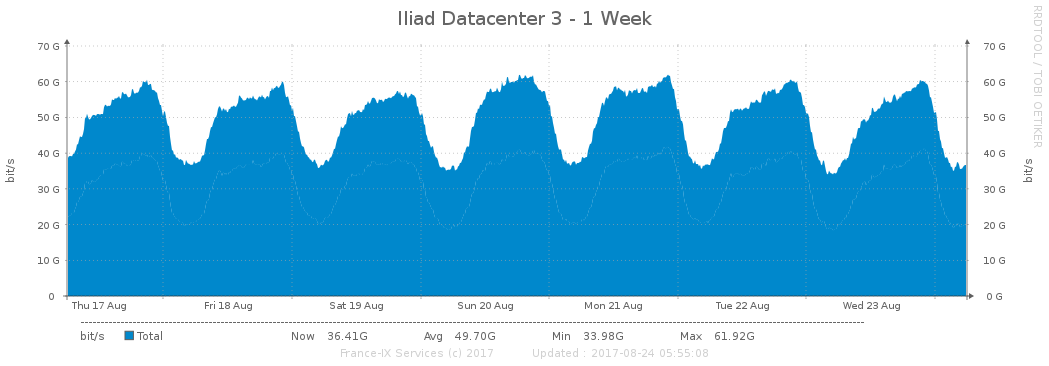 Iliad Datacenter 3 - 1 Week
RRDTOOL / TOBI OETIKER
70 G 70 G
60 G 60 G
50 G 50 G
40 G 40 G
30 G 30 G
20 G 20 G
10 G 10 G
0 0 G
bit/s bit/s
Thu 17 Aug Fri 18 Aug Sat 19 Aug Sun 20 Aug Mon 21 Aug Tue 22 Aug Wed 23 Aug
bit/s Total Now 36.41G Avg 49.70G Min 33.98G Max 61.92G
France-IX Services (c) 2017 Updated : 2017-08-24 05:55:08